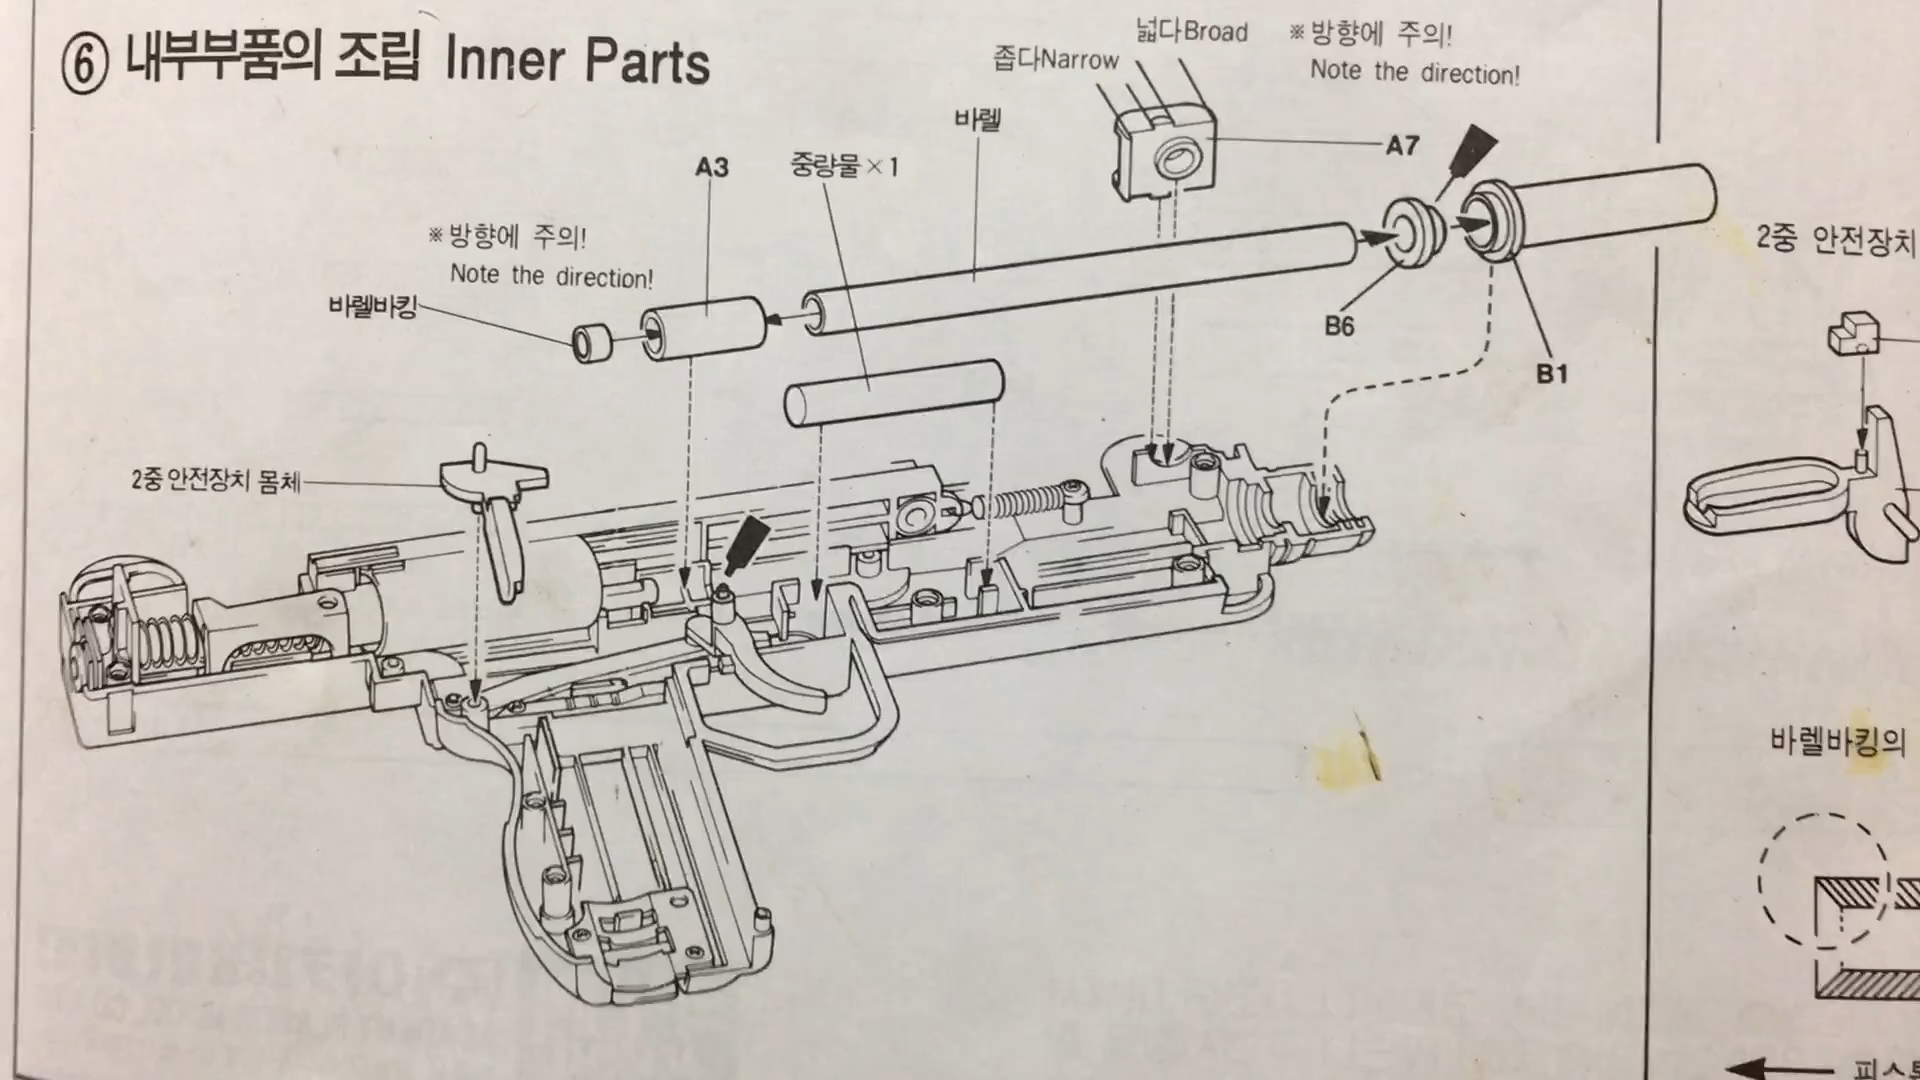 ⑥ 내부부품의 조립 Inner Parts
넓다Broad
좁다Narrow
※방향에 주의!
Note the direction!
바렐
A7
A3
중량물×1
※방향에 주의!
Note the direction!
바렐바킹
B6
B1
2중 안전장치 몸체
2중 안전장치
바렐바킹의